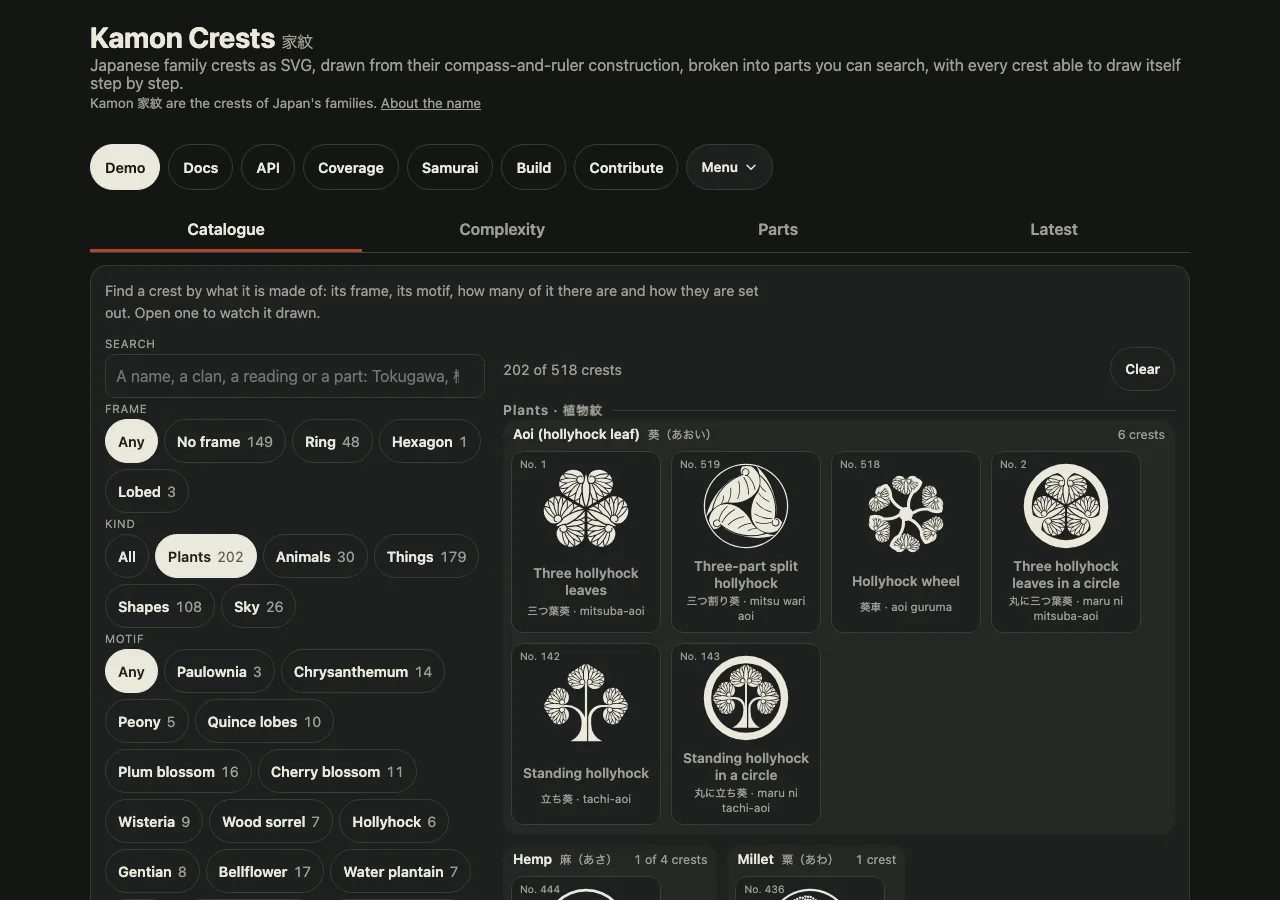 Kamon Crests 家紋
Japanese family crests as SVG, drawn from their compass-and-ruler construction, broken into parts you can search, with every crest able to draw itself
step by step.
Kamon 家紋 are the crests of Japan's families. About the name
Demo
Docs
API
Coverage
Samurai
Build
Contribute
Menu
Catalogue
Complexity
Parts
Latest
Find a crest by what it is made of: its frame, its motif, how many of it there are and how they are set
out. Open one to watch it drawn.
SEARCH
A name, a clan, a reading or a part: Tokugawa,
FRAME
Any
No frame 149
Ring 48
Hexagon 1
Lobed 3
KIND
All
Plants 202
Animals 30
Things 179
Shapes 108
Sky 26
MOTIF
Any
Paulownia 3
Chrysanthemum 14
Peony 5
Quince lobes 10
Plum blossom 16
Cherry blossom 11
Wisteria 9
Wood sorrel 7
Hollyhock 6
Gentian 8
Bellflower 17
Water plantain 7
202 of 518 crests
Clear
Plants · 植物紋
Aoi (hollyhock leaf) 葵（あおい）
6 crests
No. 1
Three hollyhock
leaves
三つ葉葵 · mitsuba-aoi
No. 519
Three-part split
hollyhock
三つ割り葵 · mitsu wari
aoi
No. 518
Hollyhock wheel
葵車 · aoi guruma
No. 2
Three hollyhock
leaves in a circle
丸に三つ葉葵 · maru ni
mitsuba-aoi
No. 142
Standing hollyhock
立ち葵 · tachi-aoi
No. 143
Standing hollyhock
in a circle
丸に立ち葵 · maru ni
tachi-aoi
Hemp 麻（あさ）
1 of 4 crests
No. 444
Millet 粟（あわ）
1 crest
No. 436